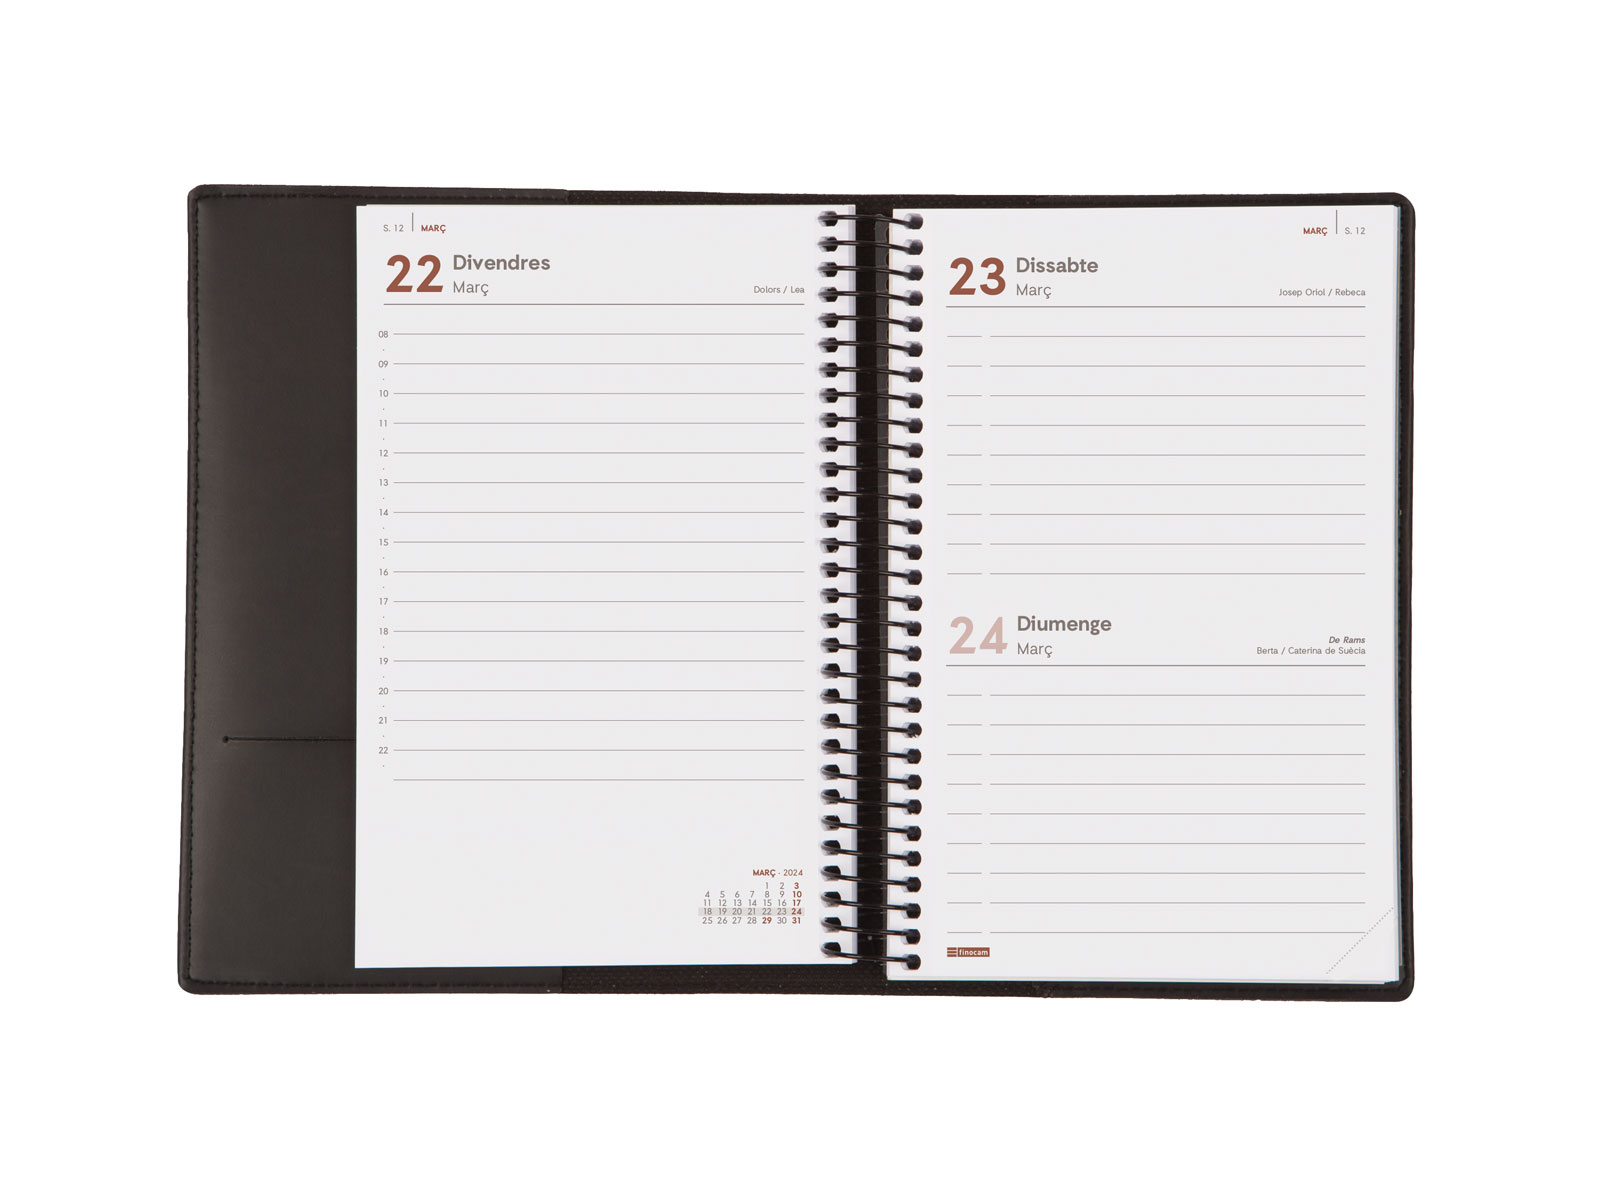 S. 12 MARÇ
22 Divendres
Març
Dolors / Lea
08
09
10
11
12
13
14
15
16
17
18
19
20
21
22
MARÇ · 2024
1 2 3
4 5 6 7 8 9 10
11 12 13 14 15 16 17
18 19 20 21 22 23 24
25 26 27 28 29 30 31
MARÇ S. 12
23 Dissabte
Març
Josep Oriol / Rebeca
24 Diumenge
Març
De Rams
Berta / Caterina de Suècia
finocam